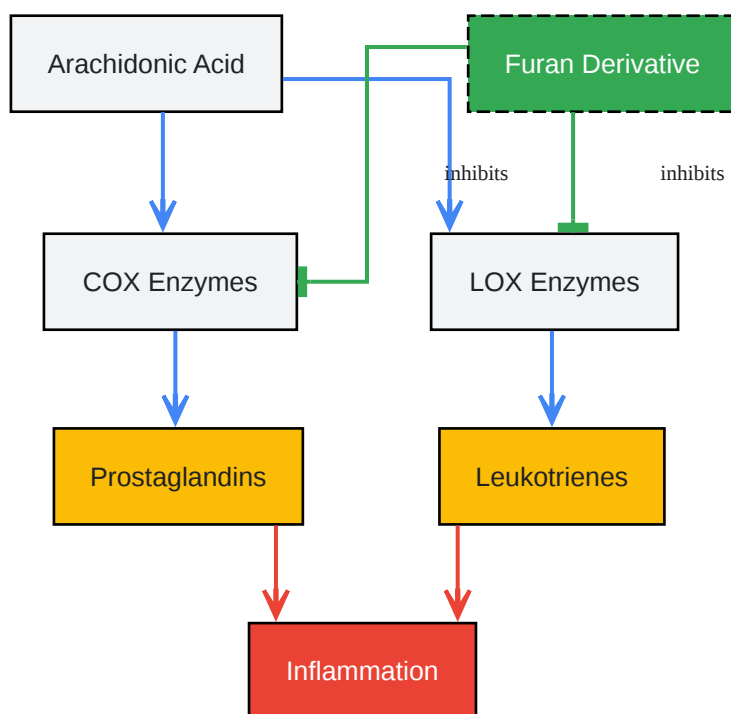 Arachidonic Acid
Furan Derivative
inhibits
inhibits
COX Enzymes
LOX Enzymes
Prostaglandins
Leukotrienes
Inflammation